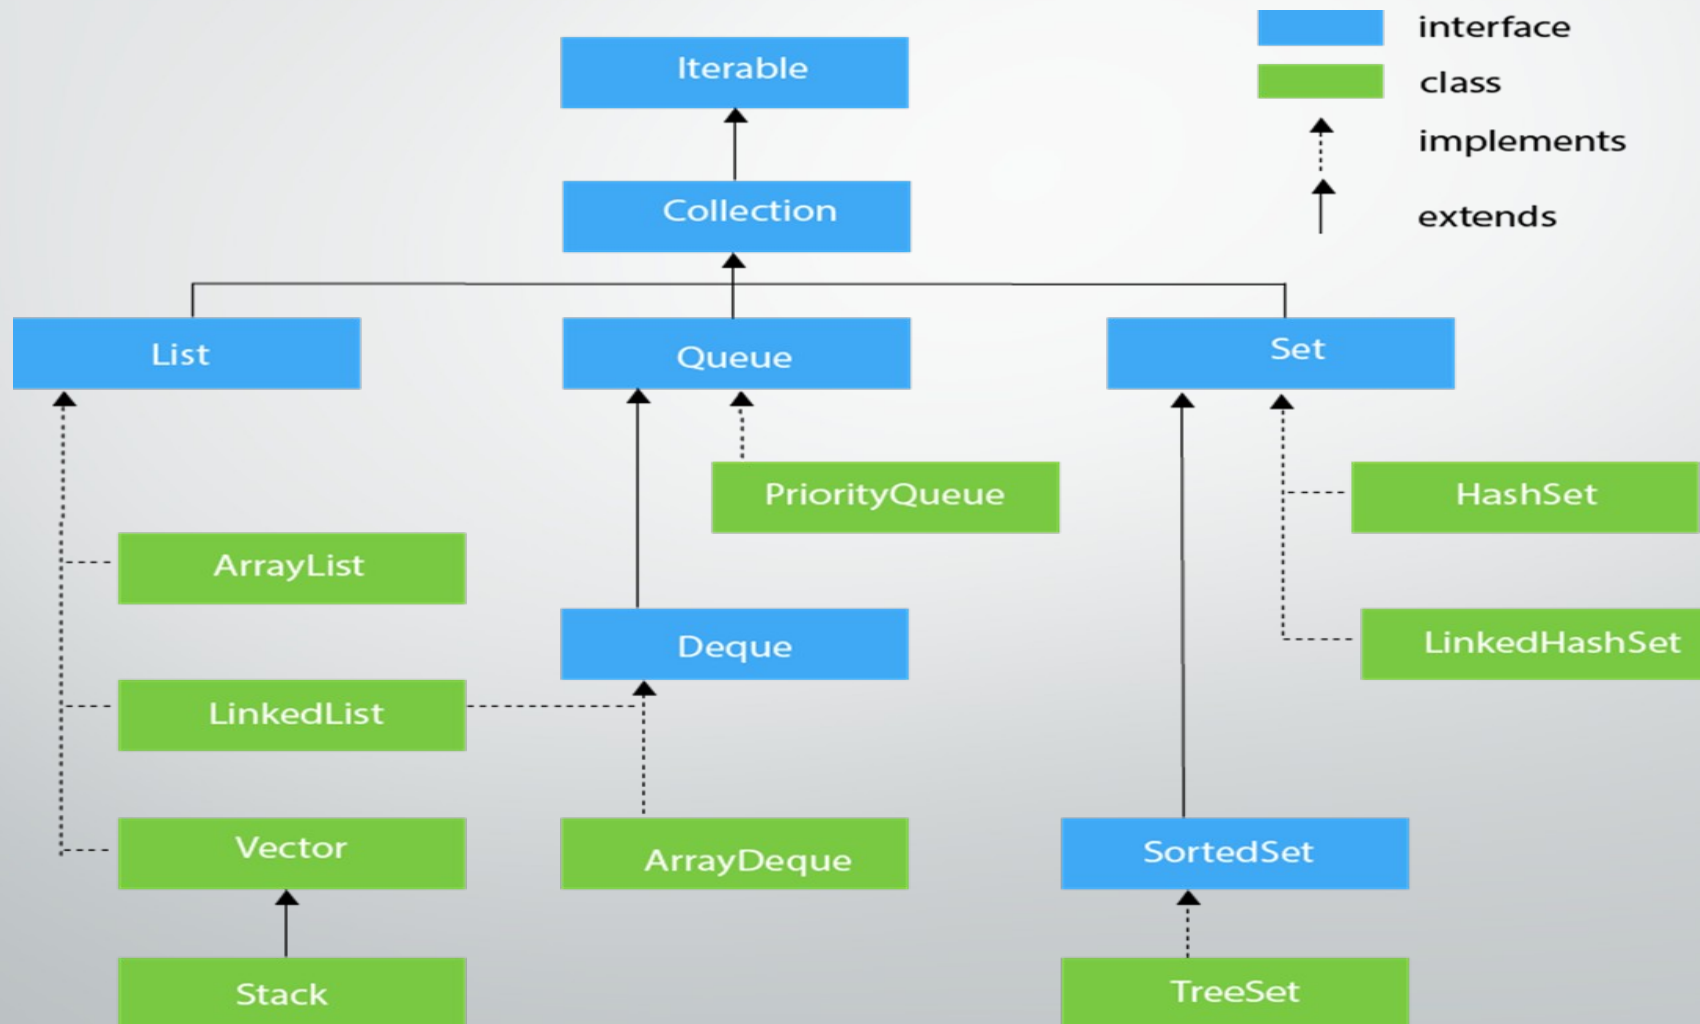 Iterable
interface
class
implements
extends
Collection
List
Queue
Set
PriorityQueue
HashSet
ArrayList
Deque
LinkedHashSet
LinkedList
Vector
ArrayDeque
SortedSet
Stack
TreeSet